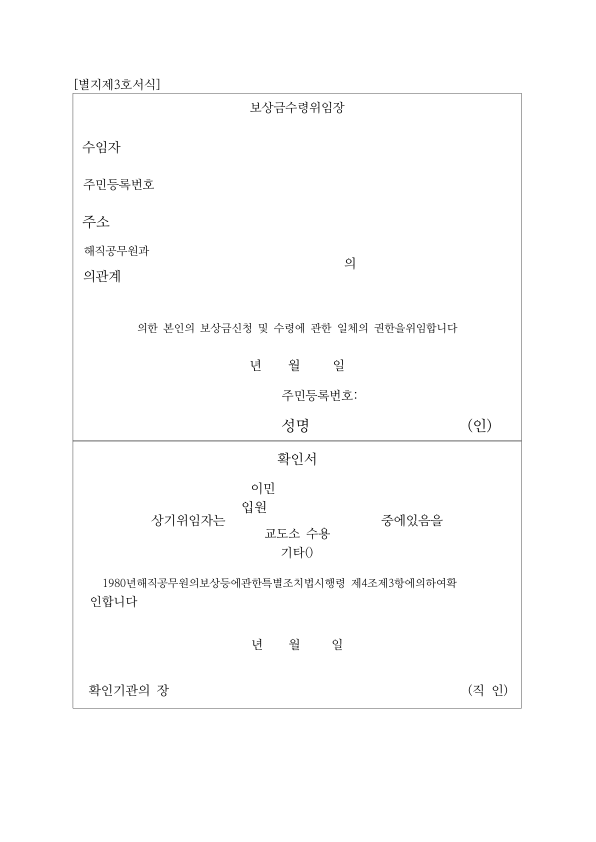 [별지제3호서식]
보상금수령위임장
수임자
주민등록번호
주소
해직공무원과
의
의관계
의한 본인의 보상금신청 및 수령에 관한 일체의 권한을위임합니다
년 월 일
주민등록번호:
성명 (인)
확인서
이민
입원
상기위임자는 중에있음을
교도소 수용
기타()
1980년해직공무원의보상등에관한특별조치법시행령 제4조제3항에의하여확
인합니다
년 월 일
확인기관의 장 (직 인)